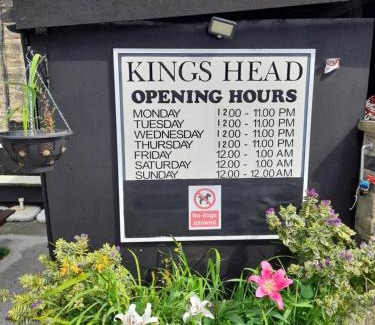 KINGS HEAD
OPENING HOURS
MONDAY 12:00 - 11.00 PM
TUESDAY 12:00 - 11.00 PM
WEDNESDAY 12:00 - 11.00 PM
THURSDAY 12:00 - 11.00 PM
FRIDAY 12.00 - 1.00 AM
SATURDAY 12.00 - 1.00 AM
SUNDAY 12.00 - 12.00 AM
No dogs
allowed